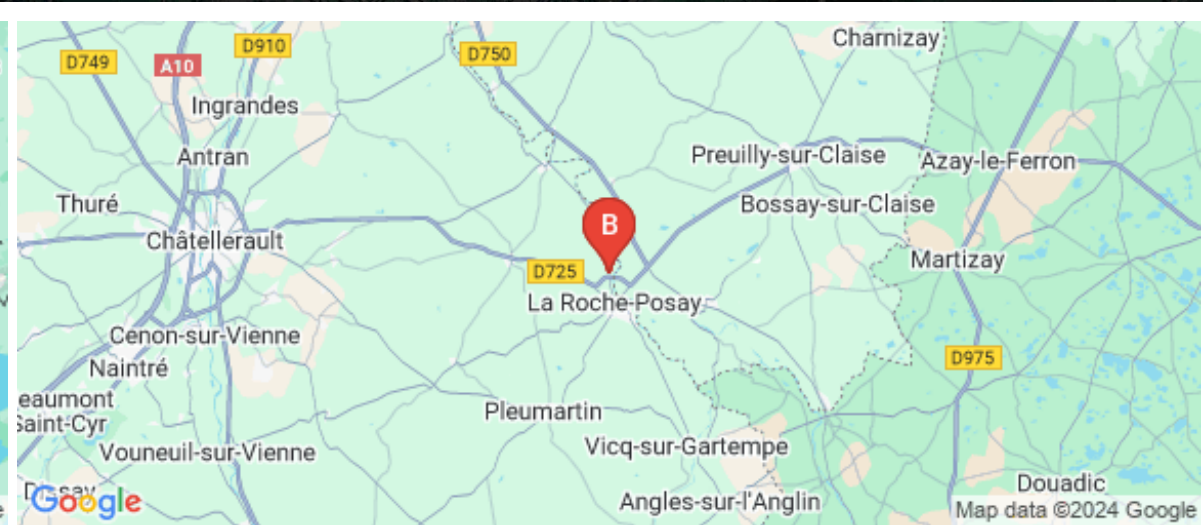 Charnizay
D910
D750
D749
A10
Ingrandes
Antran
Preuilly-sur-Claise
Azay-le-Ferron
Thuré
Bossay-sur-Claise
B
Châtellerault
Martizay
D725
La Roche-Posay
Cenon-sur-Vienne
D975
Naintré
eaumont
Saint-Cyr
Pleumartin
Vicq-sur-Gartempe
Vouneuil-sur-Vienne
Dissay
Google
Douadic
Angles-sur-l'Anglin
Map data ©2024 Google